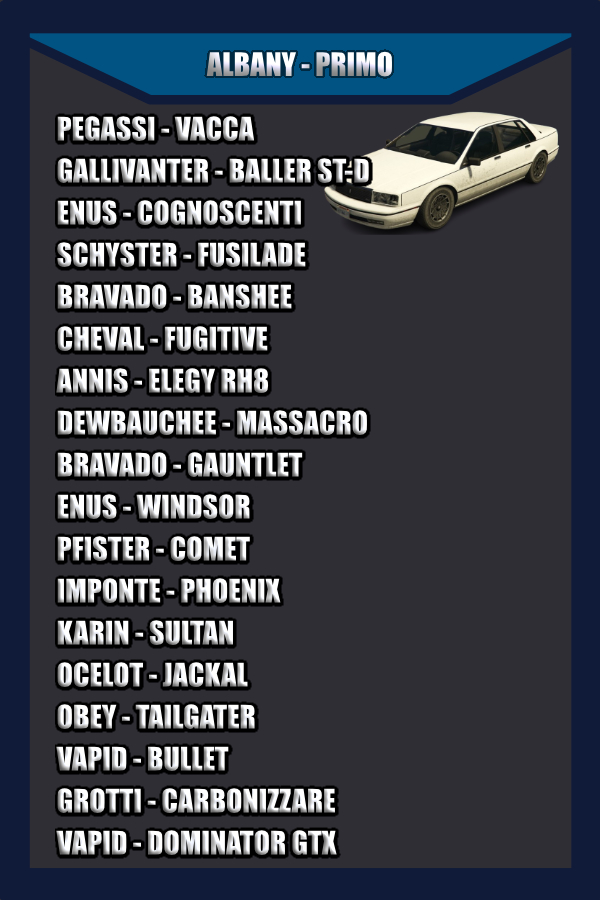 ALBANY - PRIMO
PEGASSI - VACCA
GALLIVANTER - BALLER ST-D
ENUS - COGNOSCENTI
SCHYSTER - FUSILADE
BRAVADO - BANSHEE
CHEVAL - FUGITIVE
ANNIS - ELEGY RH8
DEWBAUCHEE - MASSACRO
BRAVADO - GAUNTLET
ENUS - WINDSOR
PFISTER - COMET
IMPONTE - PHOENIX
KARIN - SULTAN
OCELOT - JACKAL
OBEY - TAILGATER
VAPID - BULLET
GROTTI - CARBONIZZARE
VAPID - DOMINATOR GTX